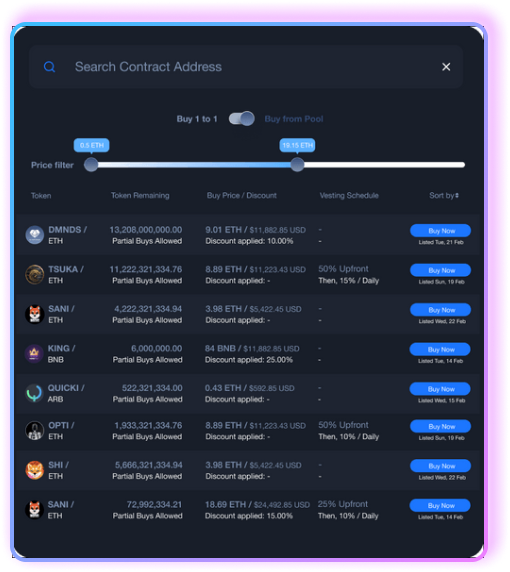 Search Contract Address ×
Buy 1 to 1 Buy from Pool
0.5 ETH 19.15 ETH
Price filter
Token Token Remaining Buy Price / Discount Vesting Schedule Sort by
DMNDS / 13,208,000,000.00 9.01 ETH / $11,882.85 USD - Buy Now
ETH Partial Buys Allowed Discount applied: 10.00% - Listed Tue, 21 Feb
TSUKA / 11,222,321,334.76 8.89 ETH / $11,223.43 USD 50% Upfront Buy Now
ETH Partial Buys Allowed Discount applied: - Then, 15% / Daily Listed Sun, 19 Feb
SANI / 4,222,321,334.94 3.98 ETH / $5,422.45 USD - Buy Now
ETH Partial Buys Allowed Discount applied: - - Listed Wed, 22 Feb
KING / 6,000,000.00 84 BNB / $11,882.85 USD - Buy Now
BNB Partial Buys Allowed Discount applied: 25.00% - Listed Tue, 14 Feb
QUICKI / 522,321,334.00 0.43 ETH / $592.85 USD - Buy Now
ARB Partial Buys Allowed Discount applied: - - Listed Wed, 15 Feb
OPTI / 1,933,321,334.76 8.89 ETH / $11,223.43 USD 50% Upfront Buy Now
ETH Partial Buys Allowed Discount applied: - Then, 10% / Daily Listed Sun, 19 Feb
SHI / 5,666,321,334.94 3.98 ETH / $5,422.45 USD - Buy Now
ETH Partial Buys Allowed Discount applied: - - Listed Wed, 22 Feb
SANI / 72,992,334.21 18.69 ETH / $24,492.85 USD 25% Upfront Buy Now
ETH Partial Buys Allowed Discount applied: 15.00% Then, 10% / Daily Listed Tue, 14 Feb